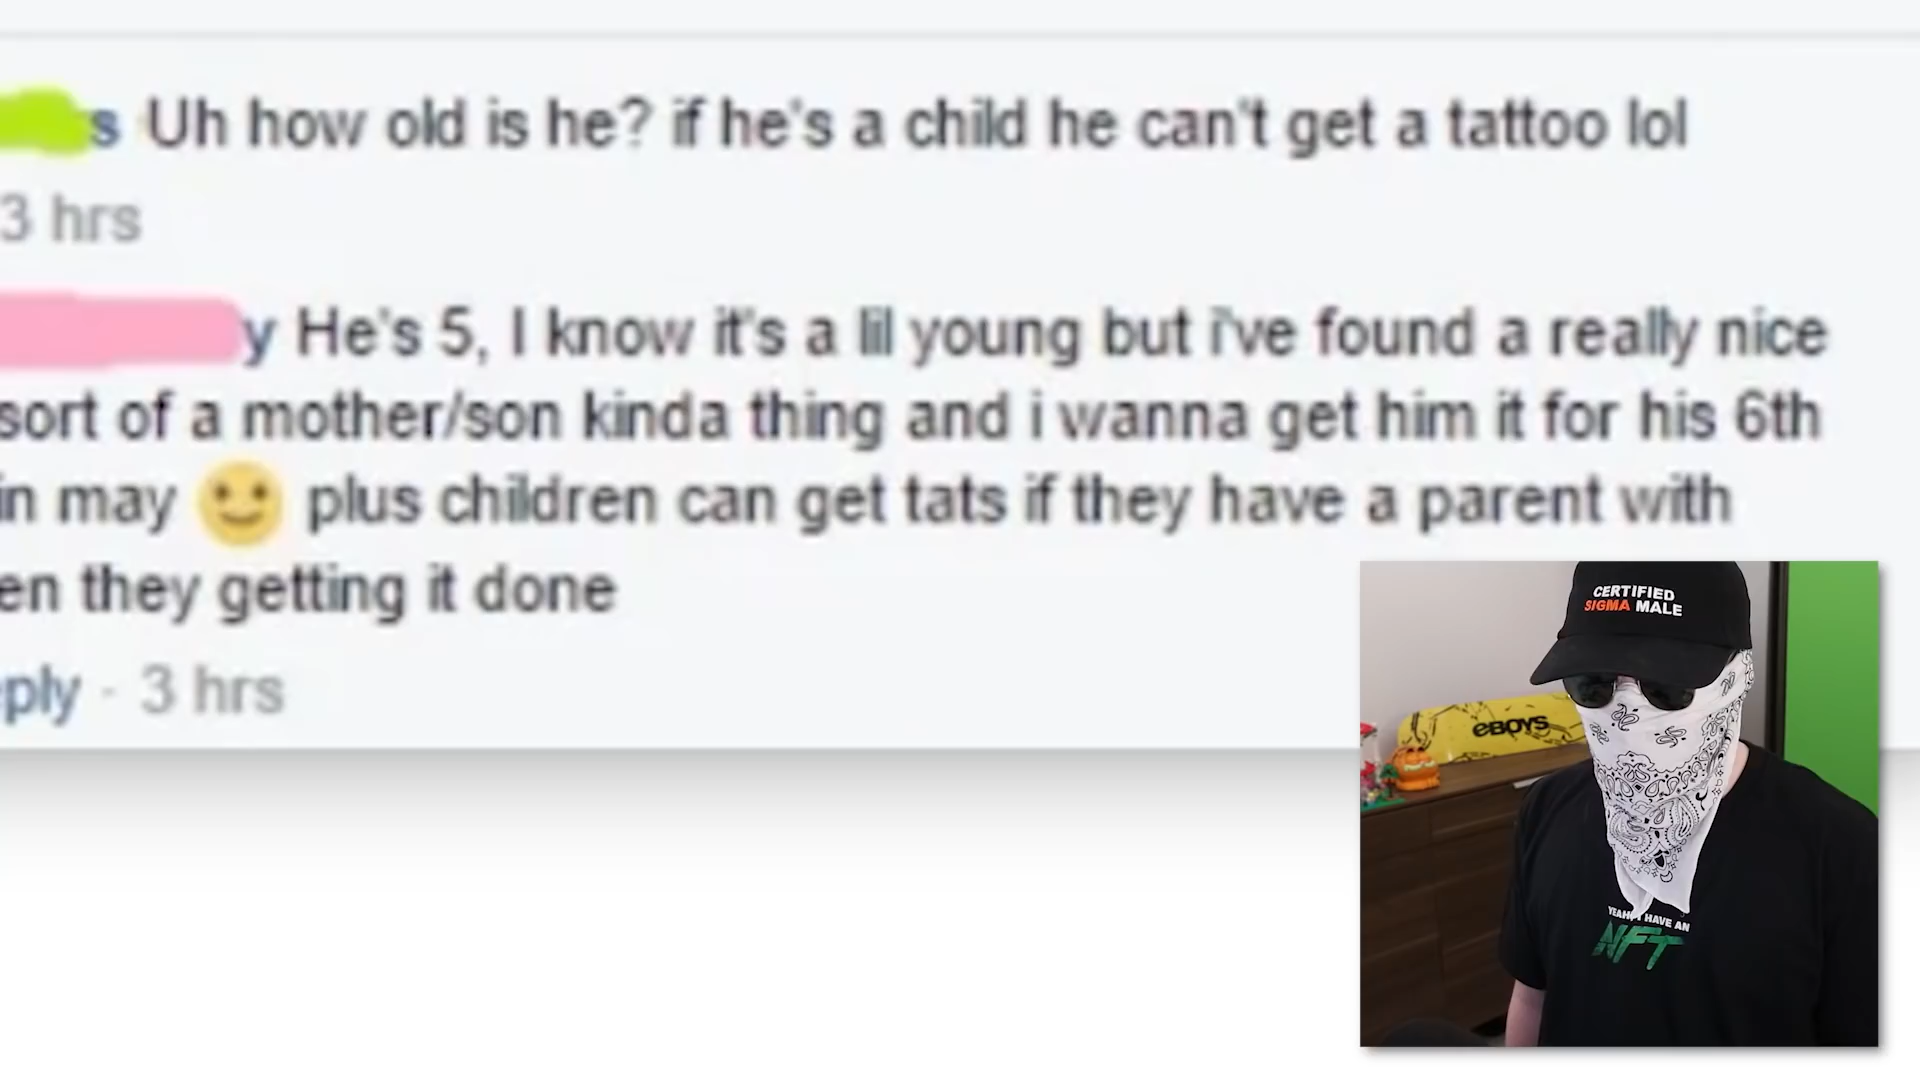 s Uh how old is he? if he's a child he can't get a tattoo lol
3 hrs
y He's 5, I know it's a lil young but i've found a really nice
sort of a mother/son kinda thing and i wanna get him it for his 6th
in may plus children can get tats if they have a parent with
en they getting it done
eply · 3 hrs
CERTIFIED
SIGMA MALE
eBOYS
YEAH I HAVE AN
NFT